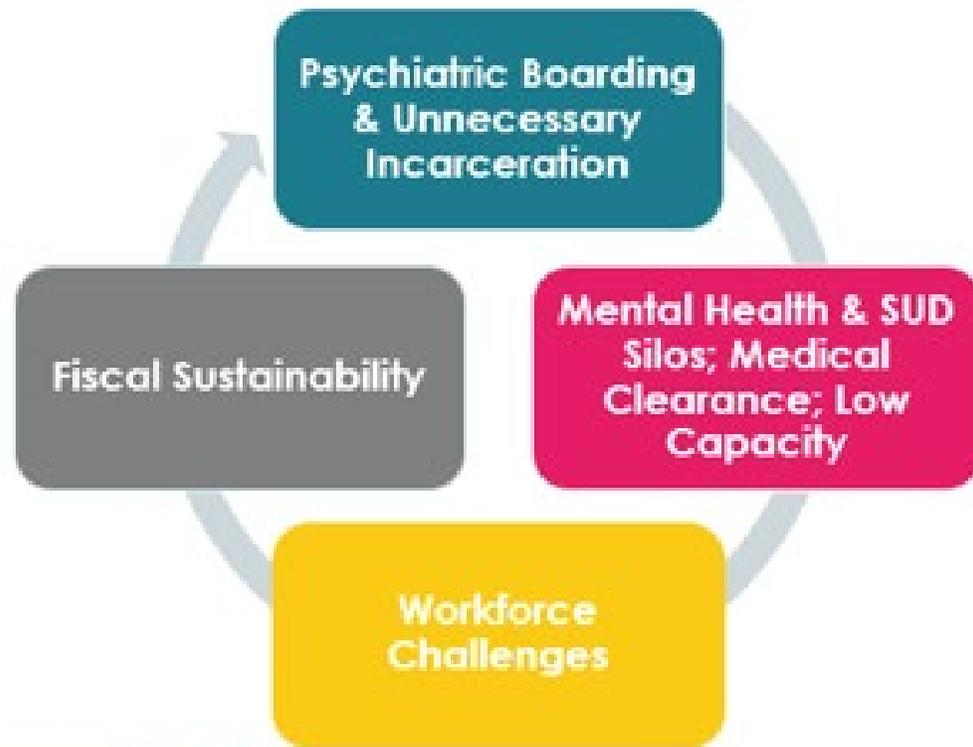 Psychiatric Boarding
& Unnecessary
Incarceration
Mental Health & SUD
Silos; Medical
Clearance; Low
Capacity
Workforce
Challenges
Fiscal Sustainability